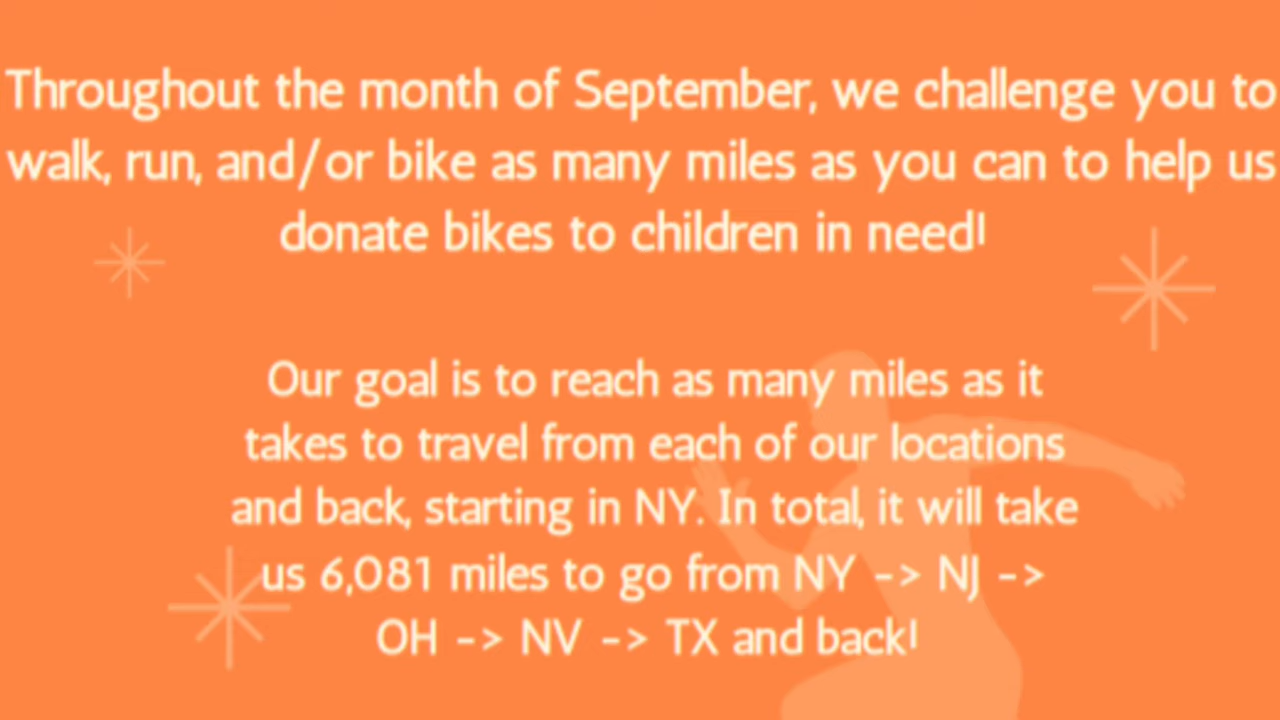 Throughout the month of September, we challenge you to
walk, run, and/or bike as many miles as you can to help us
donate bikes to children in need!
Our goal is to reach as many miles as it
takes to travel from each of our locations
and back, starting in NY. In total, it will take
us 6,081 miles to go from NY -> NJ ->
OH -> NV -> TX and back!